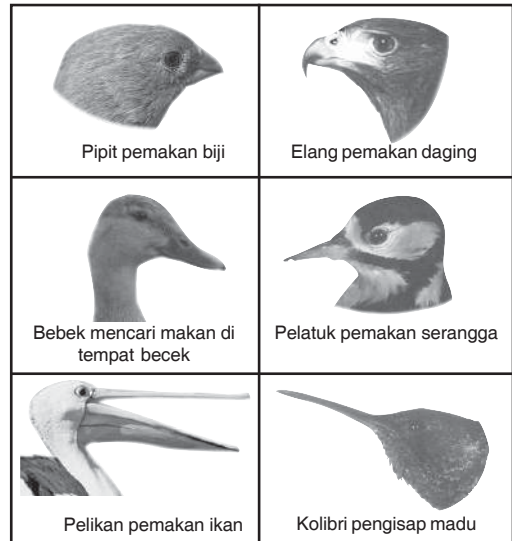 Pipit pemakan biji
Elang pemakan daging
Bebek mencari makan di
tempat becek
Pelatuk pemakan serangga
Pelikan pemakan ikan
Kolibri pengisap madu